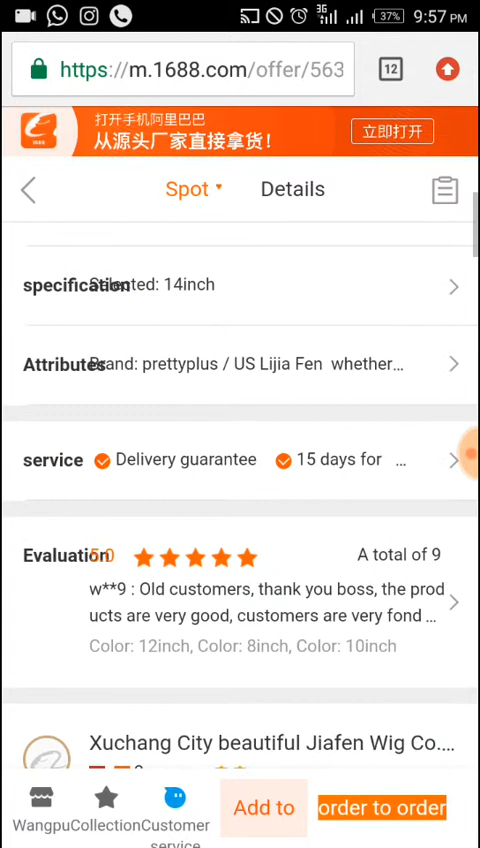 3G 37% 9:57 PM
https://m.1688.com/offer/563
12
打开手机阿里巴巴
从源头厂家直接拿货!
立即打开
Spot Details
specification Selected: 14inch
Attributes Brand: prettyplus / US Lijia Fen whether...
service Delivery guarantee 15 days for ...
Evaluation 5.0 A total of 9
w**9 : Old customers, thank you boss, the prod
ucts are very good, customers are very fond ...
Color: 12inch, Color: 8inch, Color: 10inch
Xuchang City beautiful Jiafen Wig Co....
Wangpu Collection Customer
service
Add to
order to order